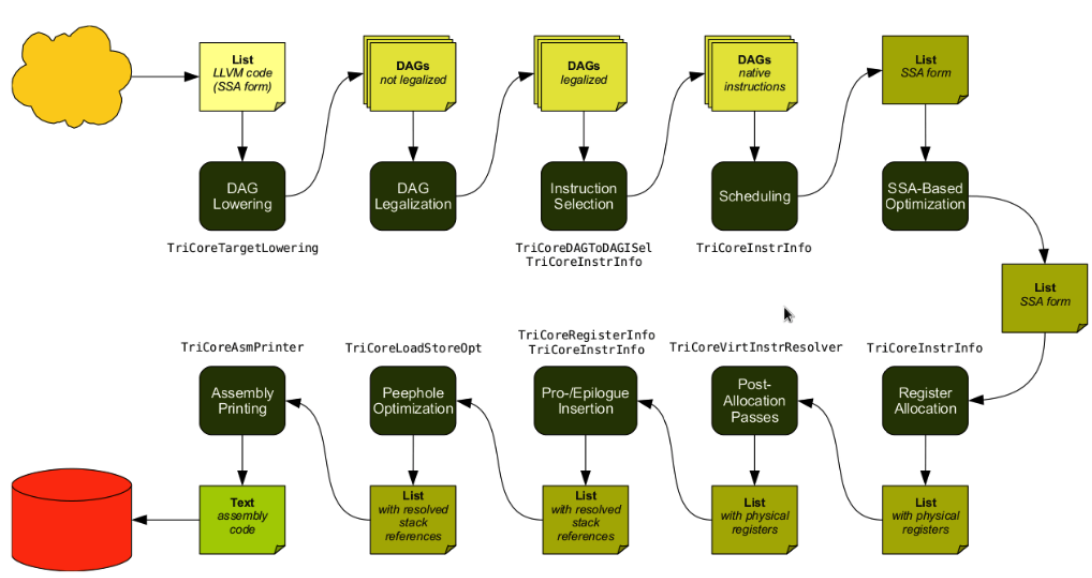 List
LLVM code
(SSA form)
DAGs
not legalized
DAGs
legalized
DAGs
native
instructions
List
SSA form
DAG
Lowering
DAG
Legalization
Instruction
Selection
Scheduling
SSA-Based
Optimization
TriCoreTargetLowering
TriCoreDAGToDAGISel
TriCoreInstrInfo
TriCoreInstrInfo
List
SSA form
TriCoreAsmPrinter
TriCoreLoadStoreOpt
TriCoreRegisterInfo
TriCoreInstrInfo
TriCoreVirtInstrResolver
TriCoreInstrInfo
Assembly
Printing
Peephole
Optimization
Pro-/Epilogue
Insertion
Post-
Allocation
Passes
Register
Allocation
Text
assembly
code
List
with resolved
stack
references
List
with resolved
stack
references
List
with physical
registers
List
with physical
registers